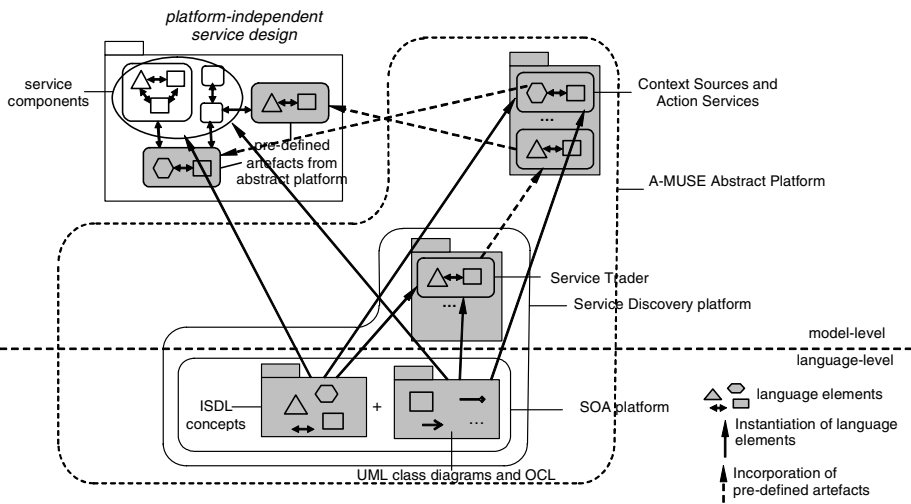 platform-independent
service design
service
components
pre-defined
artefacts from
abstract platform
Context Sources and
Action Services
...
A-MUSE Abstract Platform
Service Trader
...
Service Discovery platform
model-level
language-level
ISDL
concepts
+
...
SOA platform
UML class diagrams and OCL
language elements
Instantiation of language
elements
Incorporation of
pre-defined artefacts